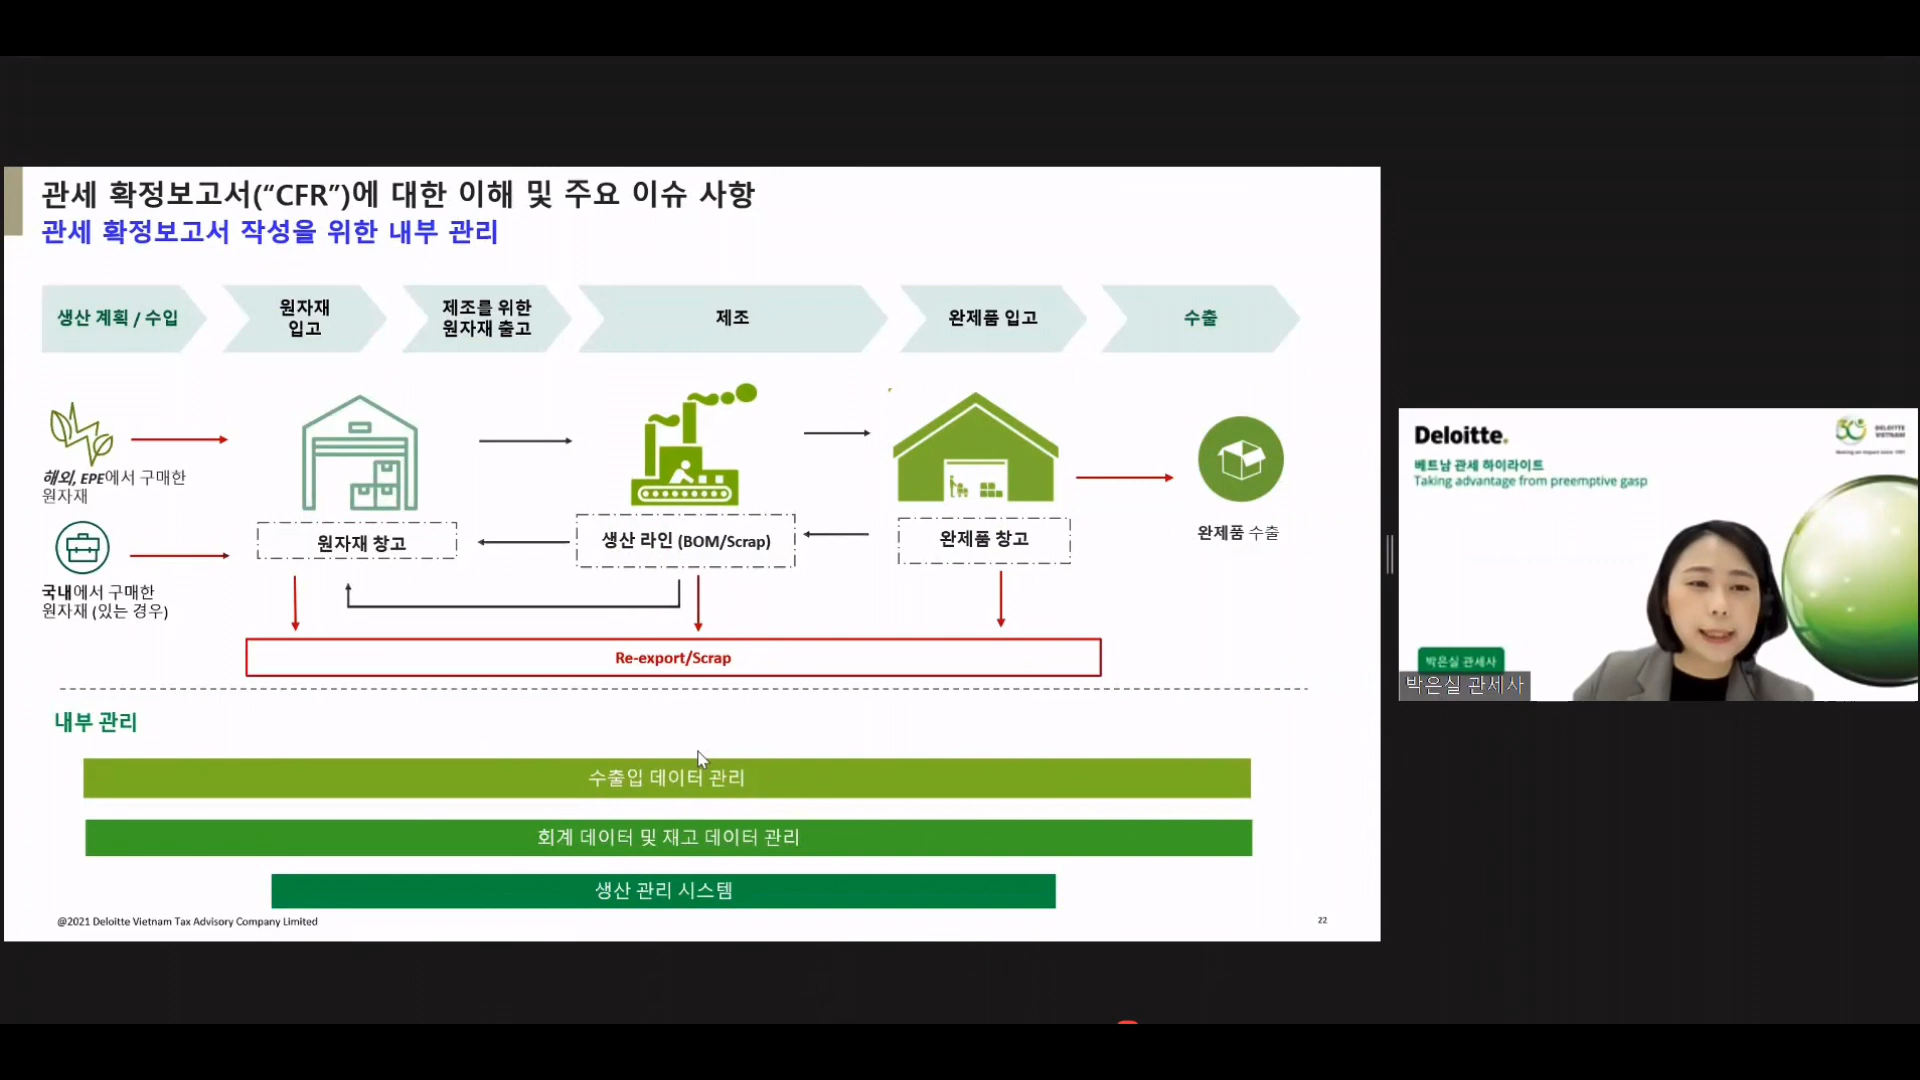 관세 확정보고서(“CFR”)에 대한 이해 및 주요 이슈 사항
관세 확정보고서 작성을 위한 내부 관리
생산 계획 / 수입
원자재
입고
제조를 위한
원자재 출고
제조
완제품 입고
수출
해외, EPE에서 구매한
원자재
국내에서 구매한
원자재 (있는 경우)
원자재 창고
생산 라인 (BOM/Scrap)
완제품 창고
완제품 수출
Re-export/Scrap
내부 관리
수출입 데이터 관리
회계 데이터 및 재고 데이터 관리
생산 관리 시스템
@2021 Deloitte Vietnam Tax Advisory Company Limited
22
Deloitte.
DELOITTE
VIETNAM
베트남 관세 하이라이트
Taking advantage from preemptive gasp
박은실 관세사
박은실 관세사